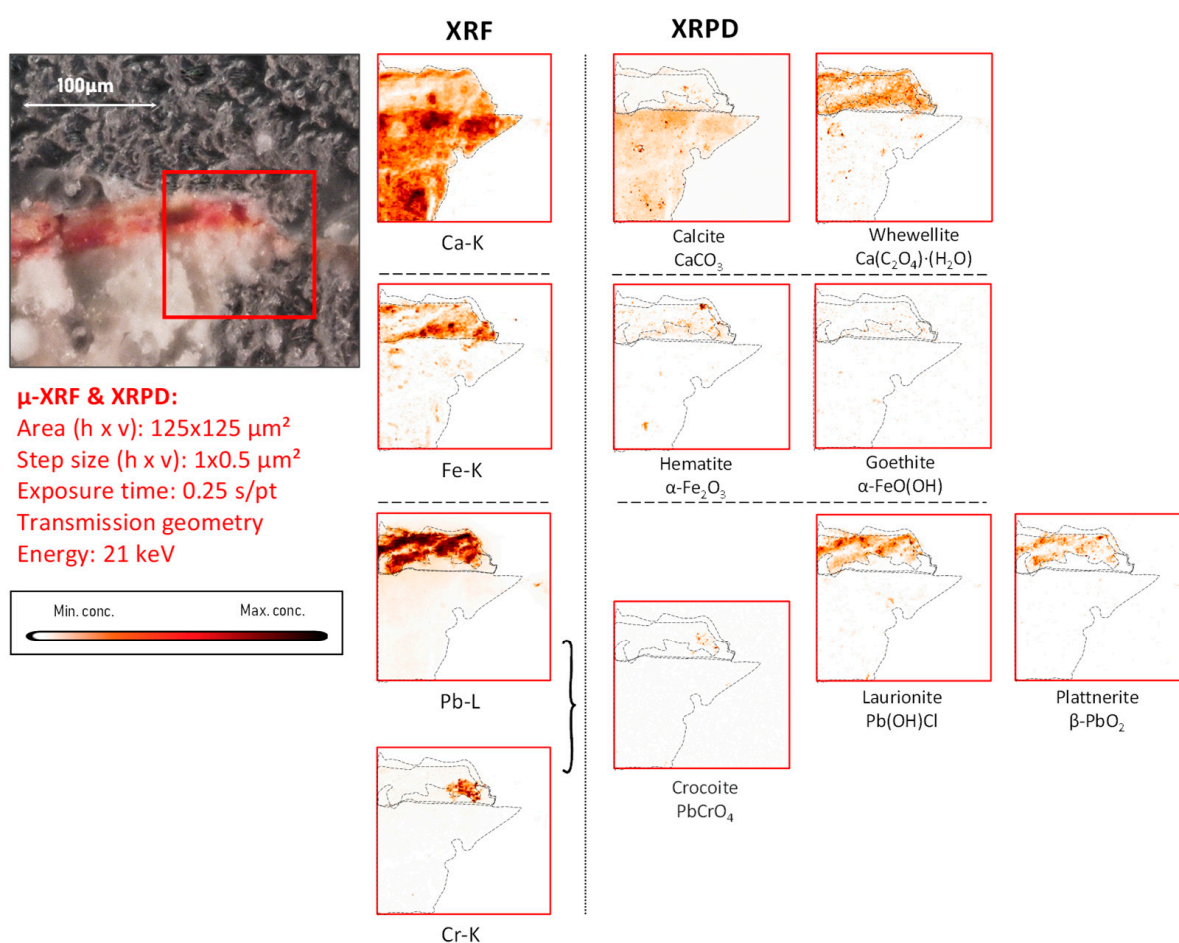 XRF
XRPD
100µm
Ca-K
Calcite
CaCO₃
Whewellite
Ca(C₂O₄)·(H₂O)
µ-XRF & XRPD:
Area (h x v): 125x125 µm²
Step size (h x v): 1x0.5 µm²
Exposure time: 0.25 s/pt
Transmission geometry
Energy: 21 keV
Min. conc.
Max. conc.
Fe-K
Hematite
α-Fe₂O₃
Goethite
α-FeO(OH)
Pb-L
Laurionite
Pb(OH)Cl
Plattnerite
β-PbO₂
Crocoite
PbCrO₄
Cr-K